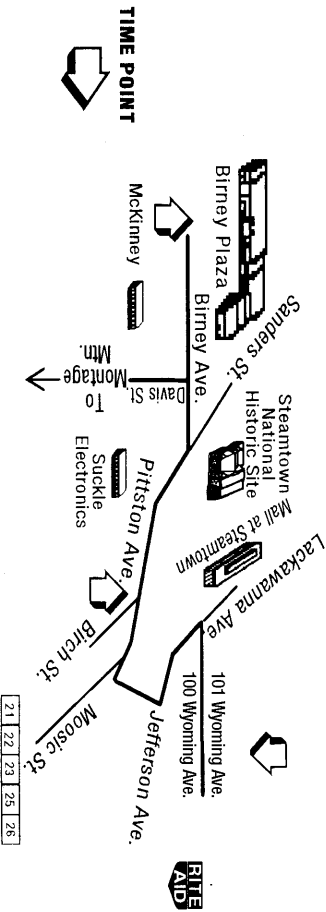 TIME POINT
Birney Plaza
McKinney
Birney Ave.
Sanders St.
Davis St.
To
Montage
Mtn.
Steamtown
National
Historic Site
Suckle
Electronics
Pittston Ave.
Mall at Steamtown
Lackawanna Ave.
Birch St.
Moosic St.
Jefferson Ave.
101 Wyoming Ave.
100 Wyoming Ave.
21 22 23 25 26
RITE
AID